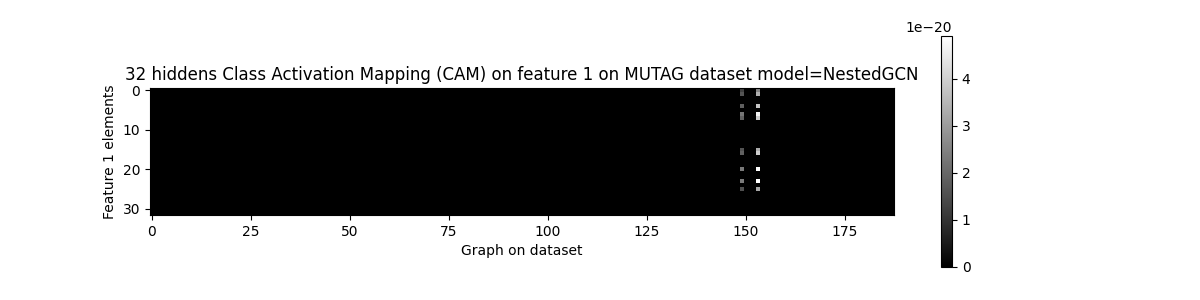 1e−20
32 hiddens Class Activation Mapping (CAM) on feature 1 on MUTAG dataset model=NestedGCN
Feature 1 elements
0
10
20
30
0 25 50 75 100 125 150 175
Graph on dataset
4
3
2
1
0